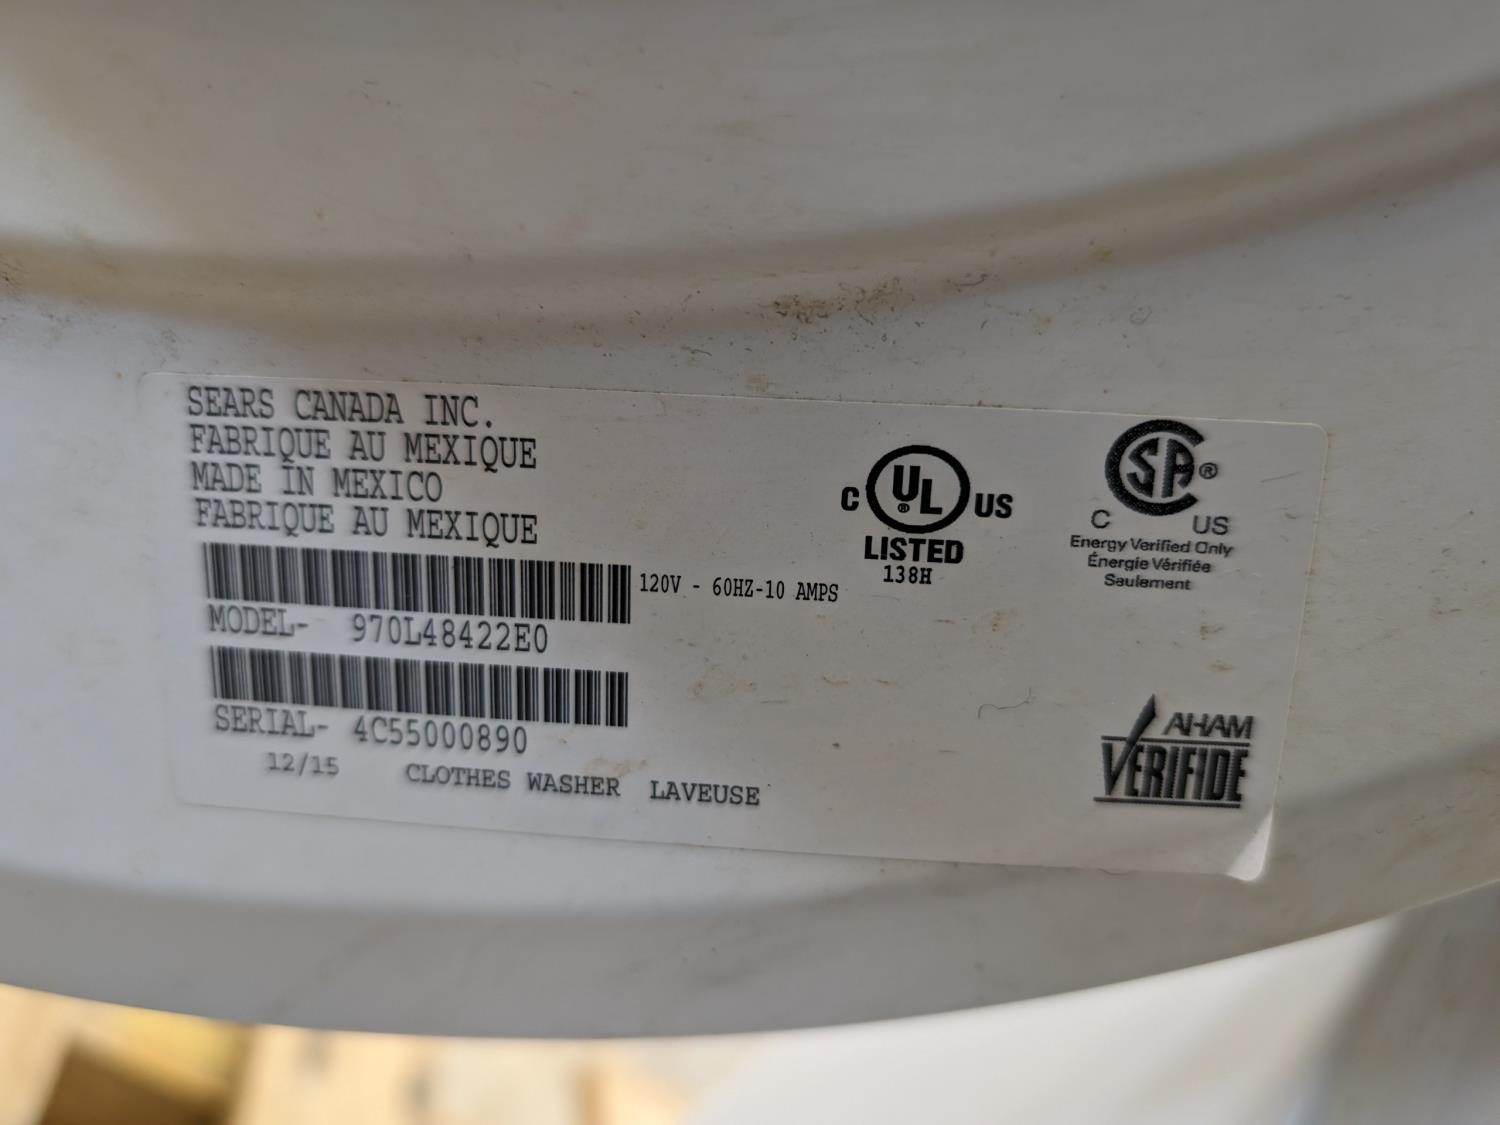 SEARS CANADA INC.
FABRIQUE AU MEXIQUE
MADE IN MEXICO
FABRIQUE AU MEXIQUE
120V - 60HZ-10 AMPS
MODEL- 970L48422E0
SERIAL- 4C55000890
12/15 CLOTHES WASHER LAVEUSE
C UL® US
LISTED
138H
CSA®
C US
Energy Verified Only
Énergie Vérifiée
Seulement
AHAM
VERIFIDE